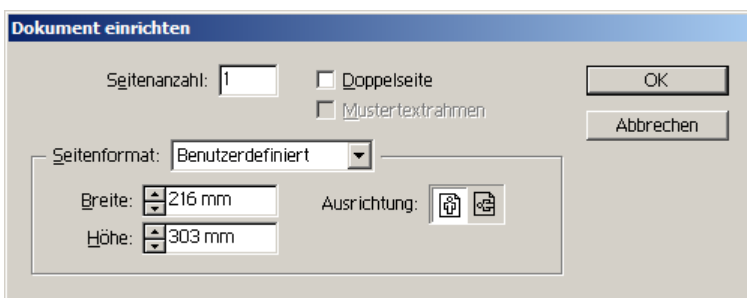 Dokument einrichten
Seitenanzahl: 1
Doppelseite
OK
Mustertextrahmen
Abbrechen
Seitenformat: Benutzerdefiniert
Breite: 216 mm
Ausrichtung:
Höhe: 303 mm